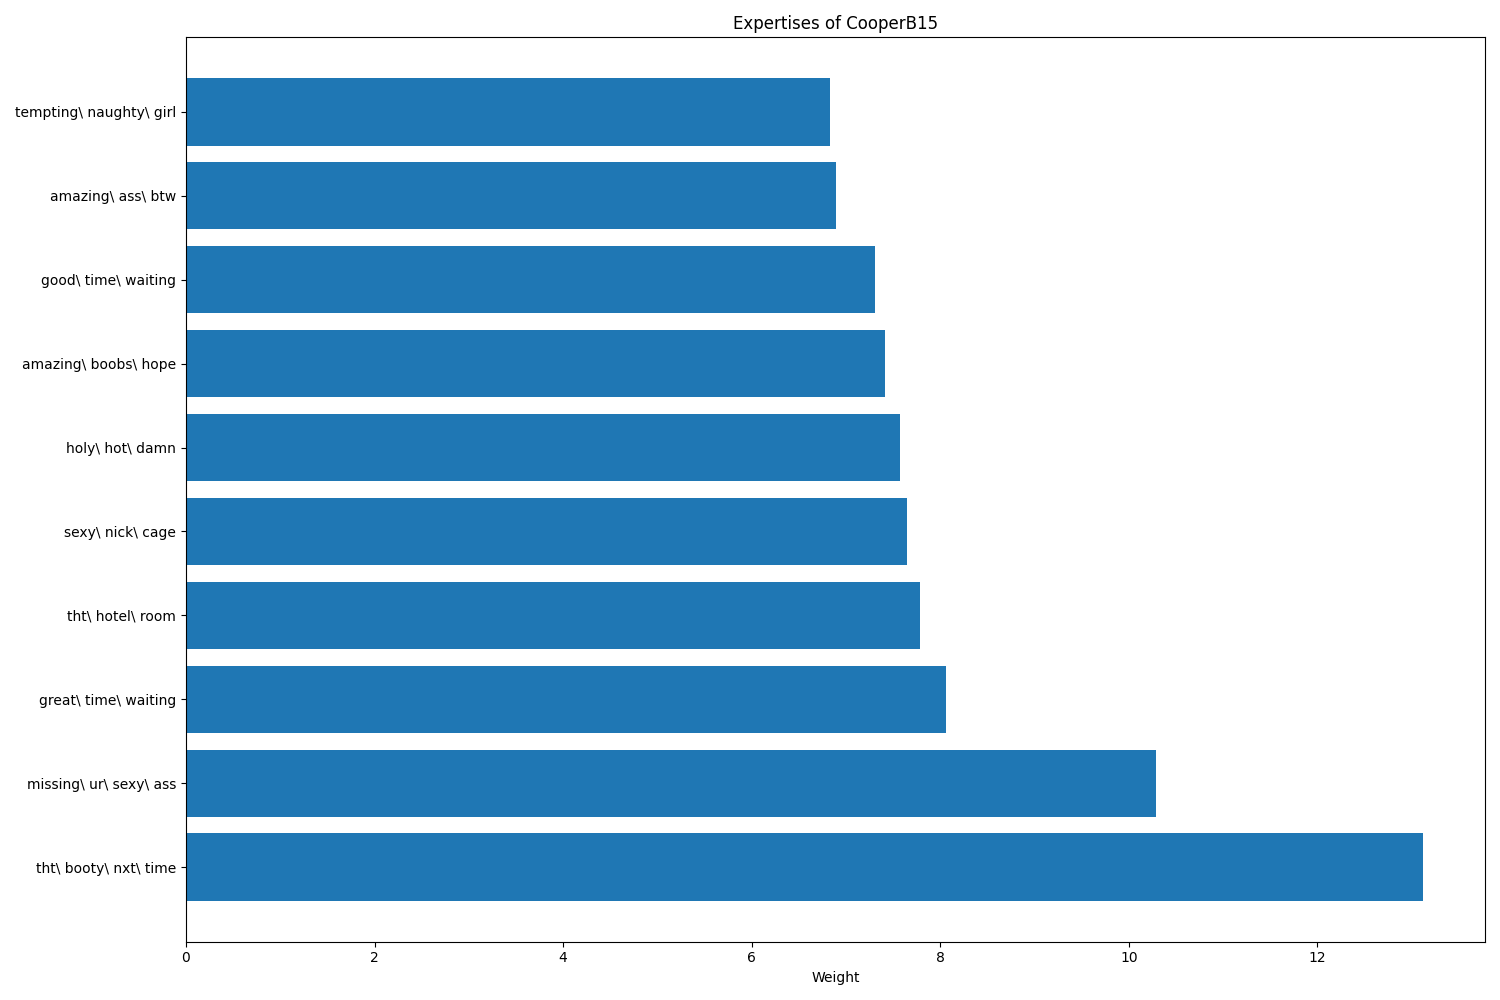 Expertises of CooperB15
tempting\ naughty\ girl
amazing\ ass\ btw
good\ time\ waiting
amazing\ boobs\ hope
holy\ hot\ damn
sexy\ nick\ cage
tht\ hotel\ room
great\ time\ waiting
missing\ ur\ sexy\ ass
tht\ booty\ nxt\ time
0 2 4 6 8 10 12
Weight